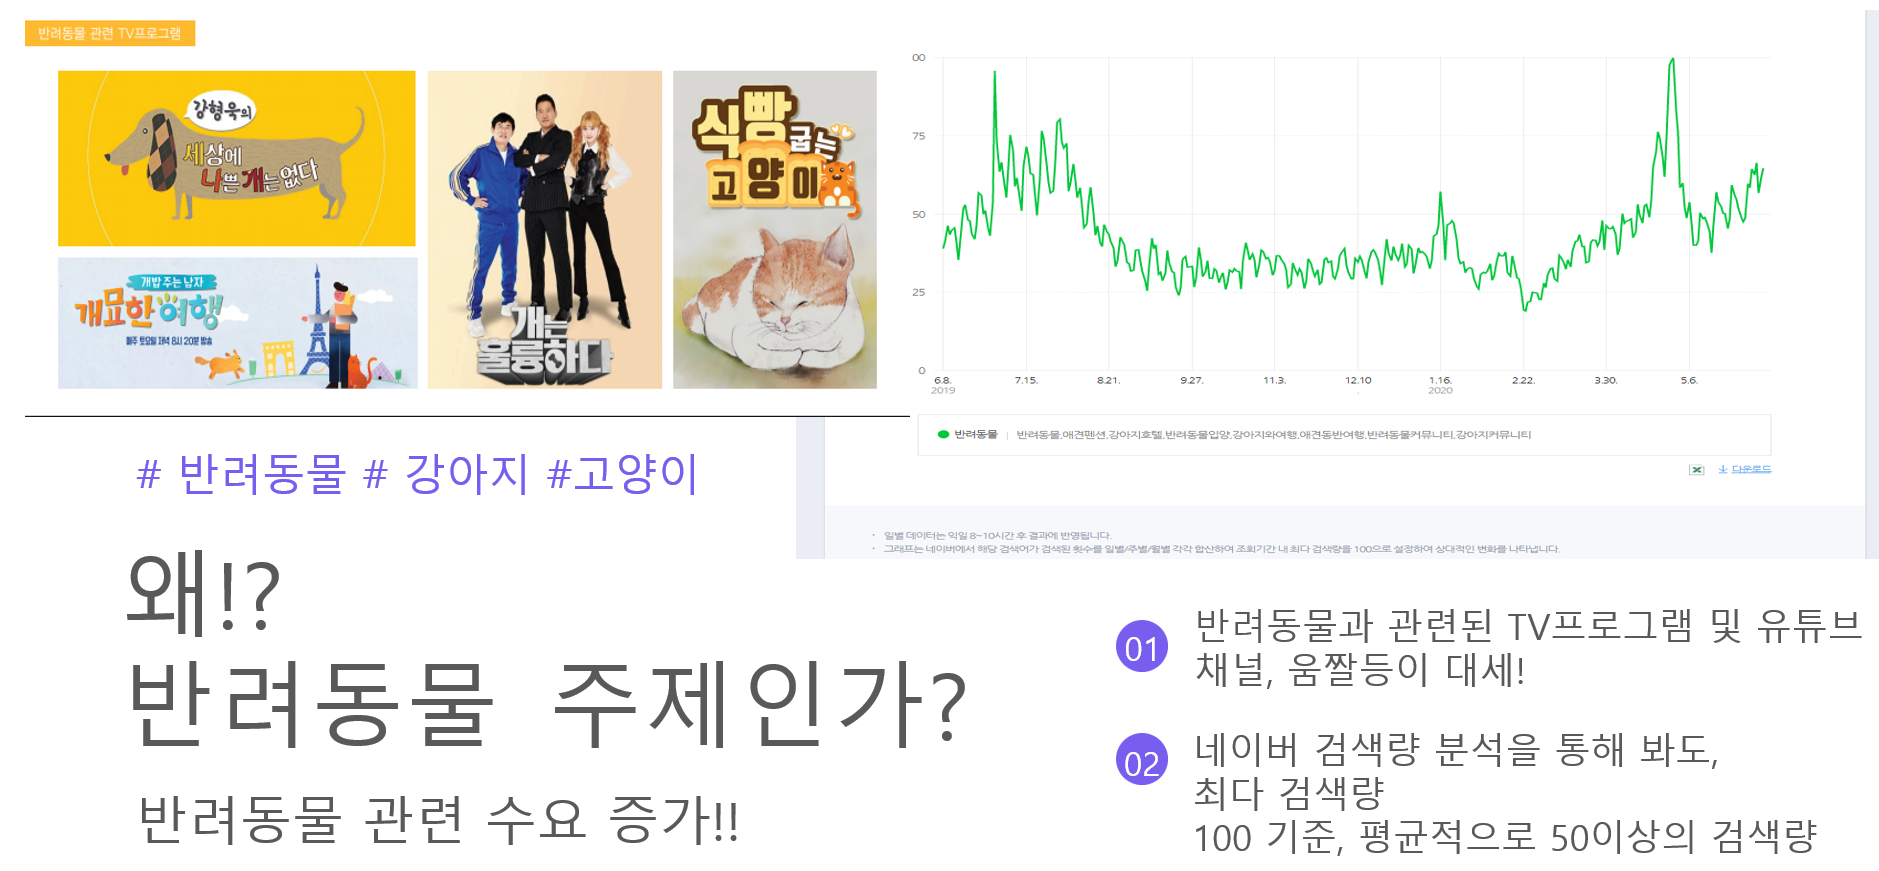 반려동물 관련 TV프로그램
강형욱의
세상에
나쁜 개는 없다
개밥 주는 남자
개묘한 여행
매주 토요일 저녁 8시 20분 방송
개는
훌륭하다
식빵
굽는
고양이
00
75
50
25
0
6.8. 7.15. 8.21. 9.27. 11.3. 12.10 1.16. 2.22. 3.30. 5.6.
2019 . 2020
반려동물 | 반려동물,애견펜션,강아지호텔,반려동물입양,강아지와여행,애견동반여행,반려동물커뮤니티,강아지커뮤니티
다운로드
· 일별 데이터는 익일 8~10시간 후 결과에 반영됩니다.
· 그래프는 네이버에서 해당 검색어가 검색된 횟수를 일별/주별/월별 각각 합산하여 조회기간 내 최다 검색량을 100으로 설정하여 상대적인 변화를 나타냅니다.
# 반려동물 # 강아지 #고양이
왜!?
반려동물 주제인가?
반려동물 관련 수요 증가!!
01 반려동물과 관련된 TV프로그램 및 유튜브
채널, 움짤등이 대세!
02 네이버 검색량 분석을 통해 봐도,
최다 검색량
100 기준, 평균적으로 50이상의 검색량